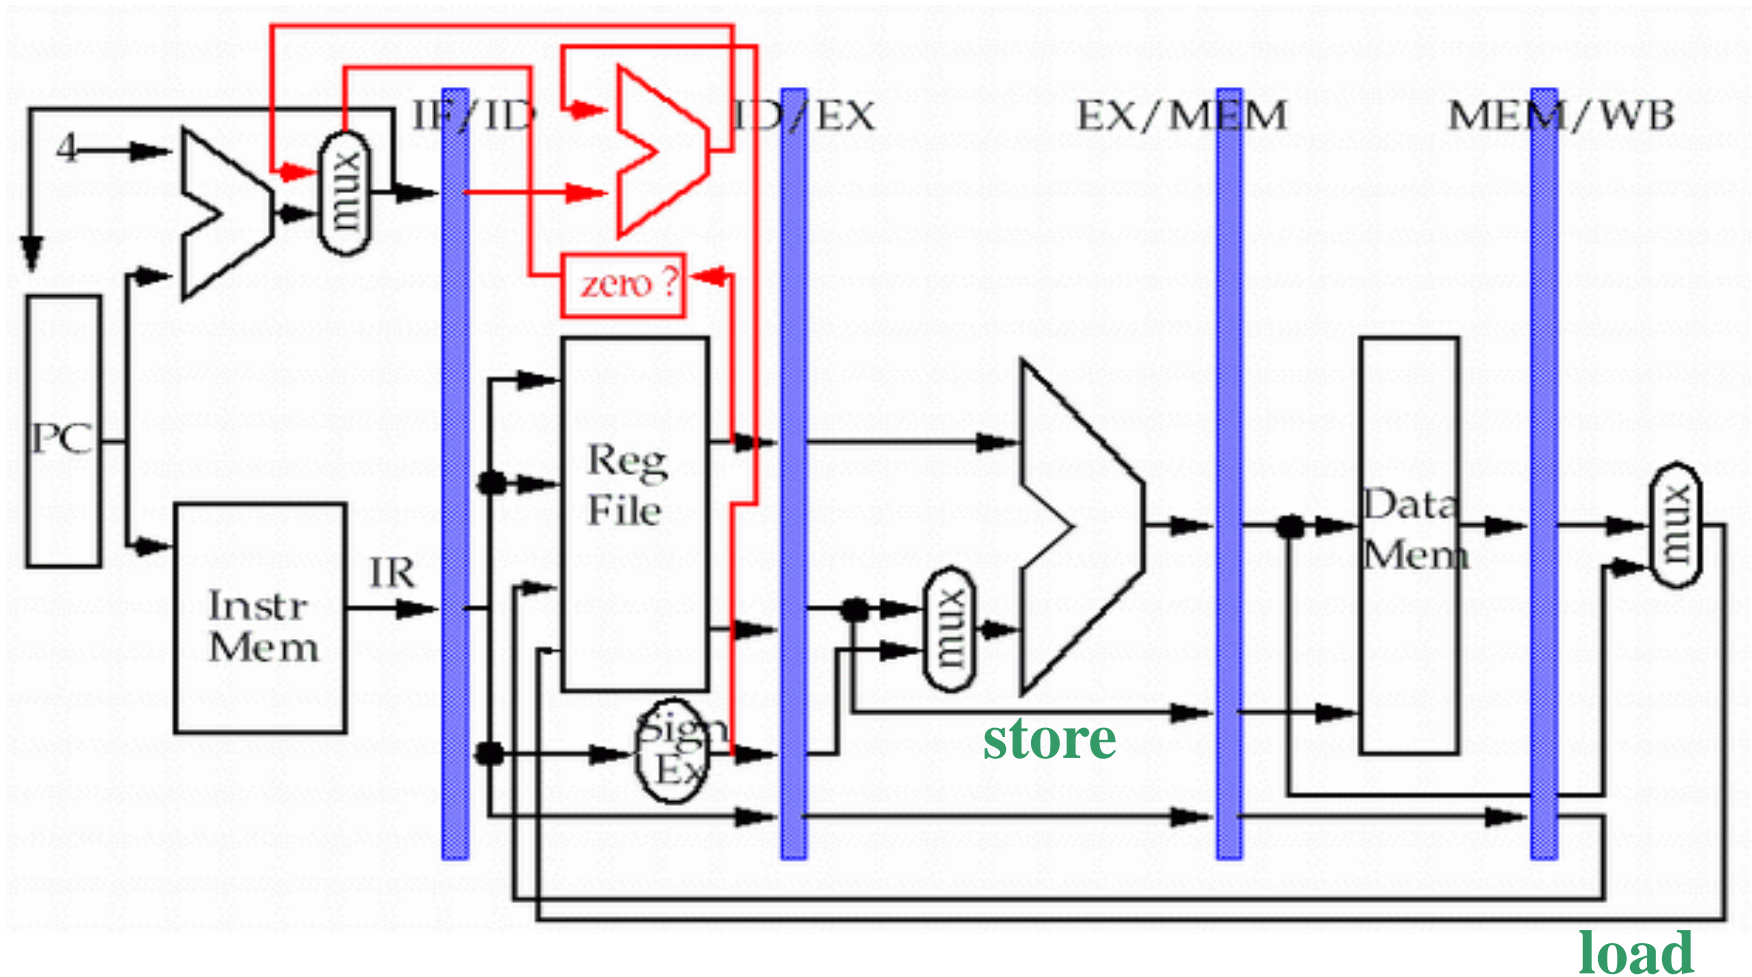 IF/ID
ID/EX
EX/MEM
MEM/WB
4
mux
zero ?
PC
Reg
File
Instr
Mem
IR
mux
Data
Mem
mux
Sign
Ex
store
load